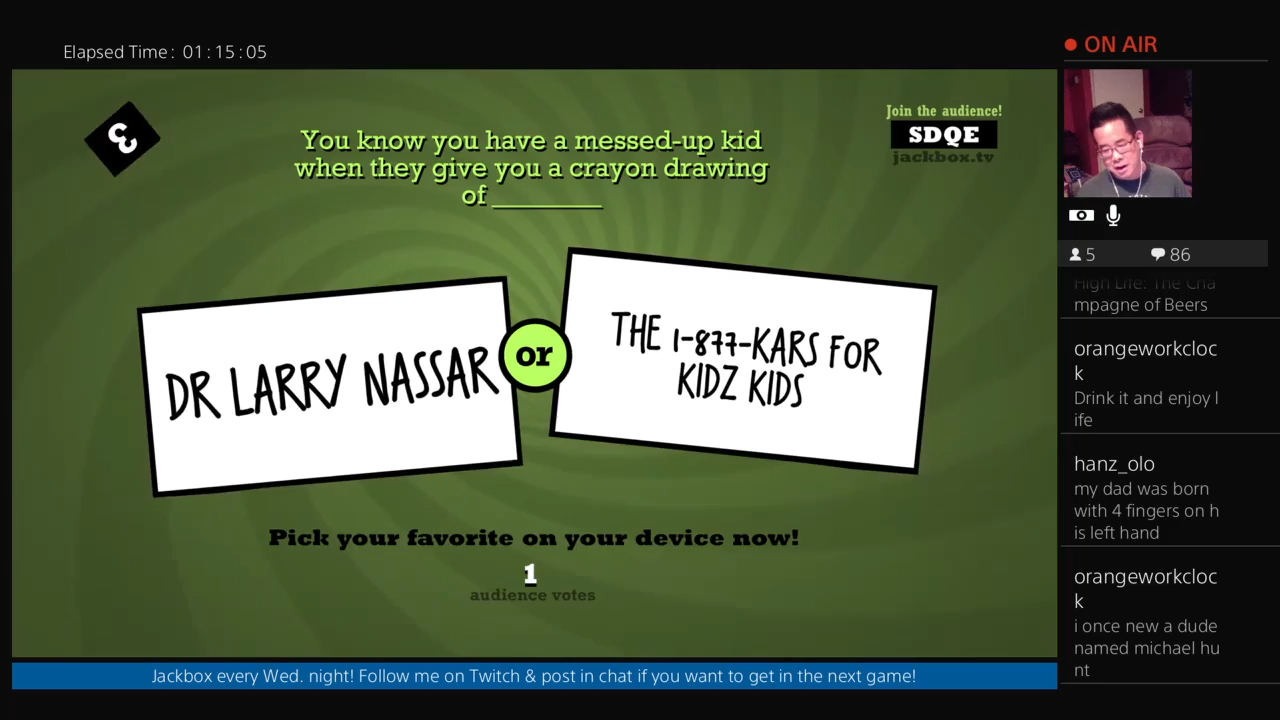 Elapsed Time: 01:15:05
ON AIR
3
You know you have a messed-up kid
when they give you a crayon drawing
of ________
Join the audience!
SDQE
jackbox.tv
DR LARRY NASSAR
or
THE 1-877-KARS FOR
KIDZ KIDS
Pick your favorite on your device now!
1
audience votes
Jackbox every Wed. night! Follow me on Twitch & post in chat if you want to get in the next game!
5
86
High Life: The Cha
mpagne of Beers
orangeworkcloc
k
Drink it and enjoy l
ife
hanz_olo
my dad was born
with 4 fingers on h
is left hand
orangeworkcloc
k
i once new a dude
named michael hu
nt